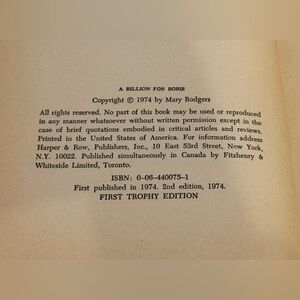 A BILLION FOR BORIS
Copyright © 1974 by Mary Rodgers
All rights reserved. No part of this book may be used or reproduced
in any manner whatsoever without written permission except in the
case of brief quotations embodied in critical articles and reviews.
Printed in the United States of America. For information address
Harper & Row, Publishers, Inc., 10 East 53rd Street, New York,
N.Y. 10022. Published simultaneously in Canada by Fitzhenry &
Whiteside Limited, Toronto.
ISBN: 0-06-440075-1
First published in 1974. 2nd edition, 1974.
FIRST TROPHY EDITION